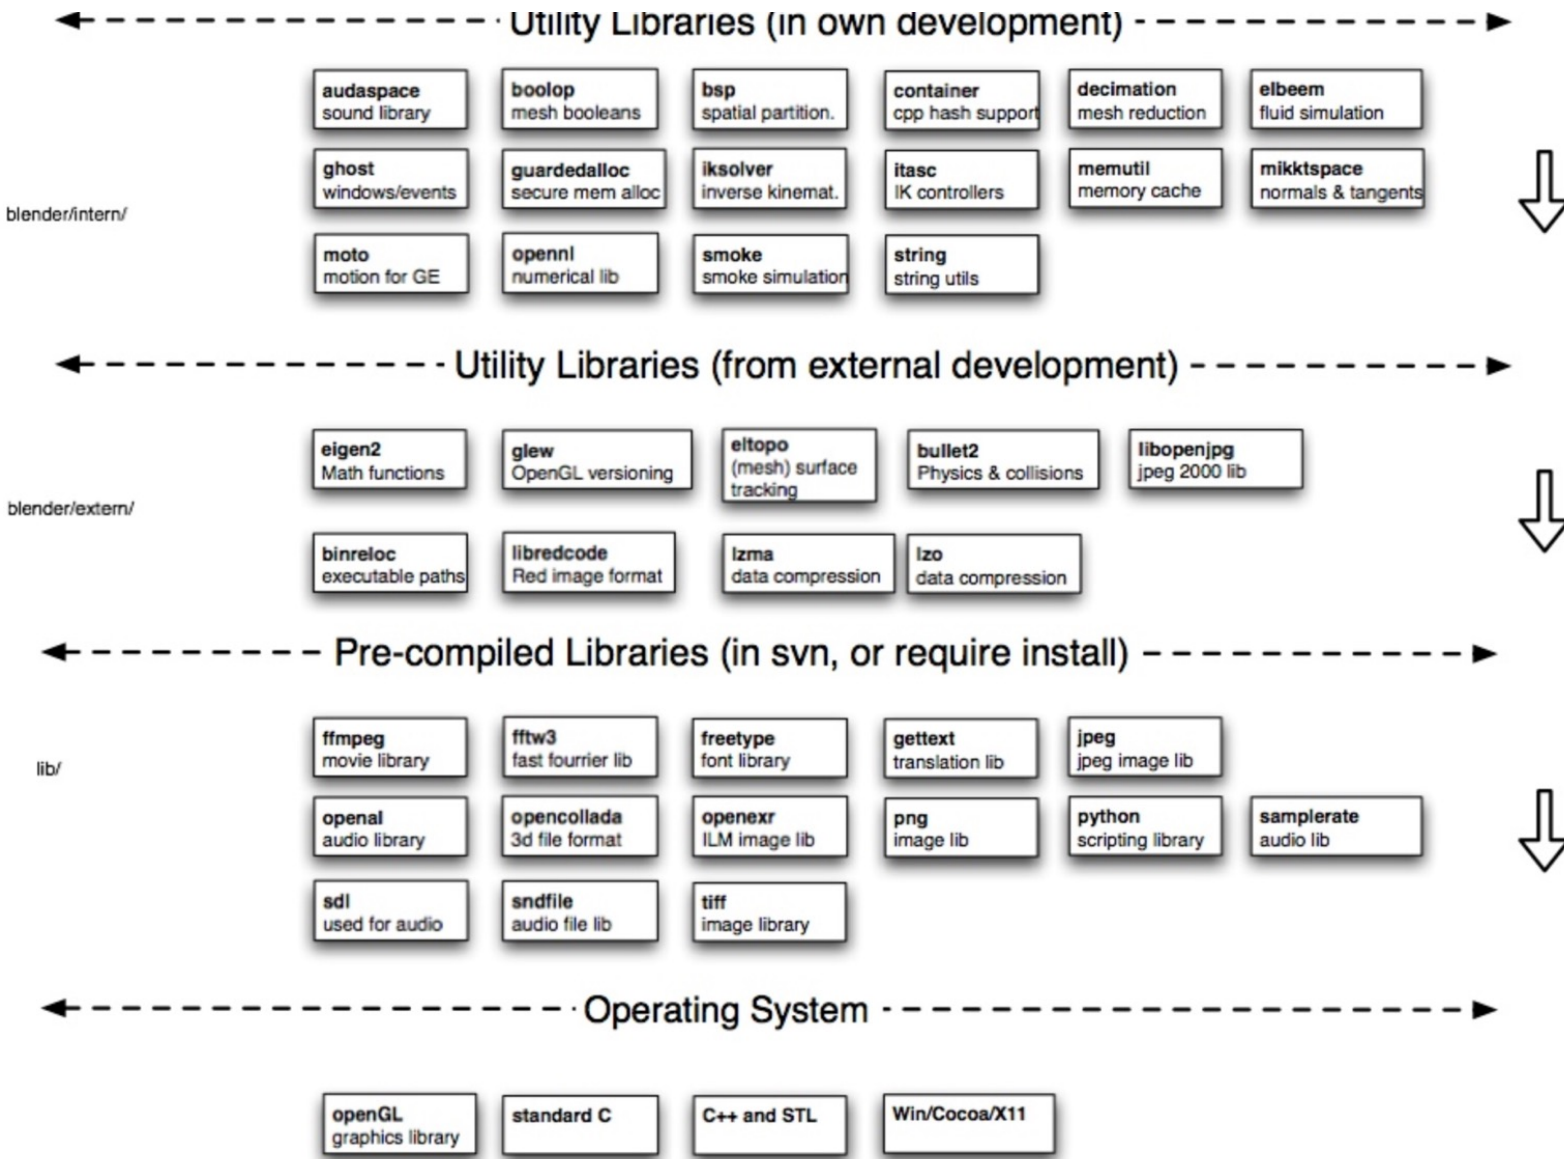 Utility Libraries (in own development)
audaspace
sound library
boolop
mesh booleans
bsp
spatial partition.
container
cpp hash support
decimation
mesh reduction
elbeem
fluid simulation
ghost
windows/events
guardedalloc
secure mem alloc
iksolver
inverse kinemat.
itasc
IK controllers
memutil
memory cache
mikktspace
normals & tangents
blender/intern/
moto
motion for GE
opennl
numerical lib
smoke
smoke simulation
string
string utils
Utility Libraries (from external development)
eigen2
Math functions
glew
OpenGL versioning
eltopo
(mesh) surface
tracking
bullet2
Physics & collisions
libopenjpg
jpeg 2000 lib
blender/extern/
binreloc
executable paths
libredcode
Red image format
lzma
data compression
lzo
data compression
Pre-compiled Libraries (in svn, or require install)
ffmpeg
movie library
fftw3
fast fourrier lib
freetype
font library
gettext
translation lib
jpeg
jpeg image lib
lib/
openal
audio library
opencollada
3d file format
openexr
ILM image lib
png
image lib
python
scripting library
samplerate
audio lib
sdl
used for audio
sndfile
audio file lib
tiff
image library
Operating System
openGL
graphics library
standard C
C++ and STL
Win/Cocoa/X11